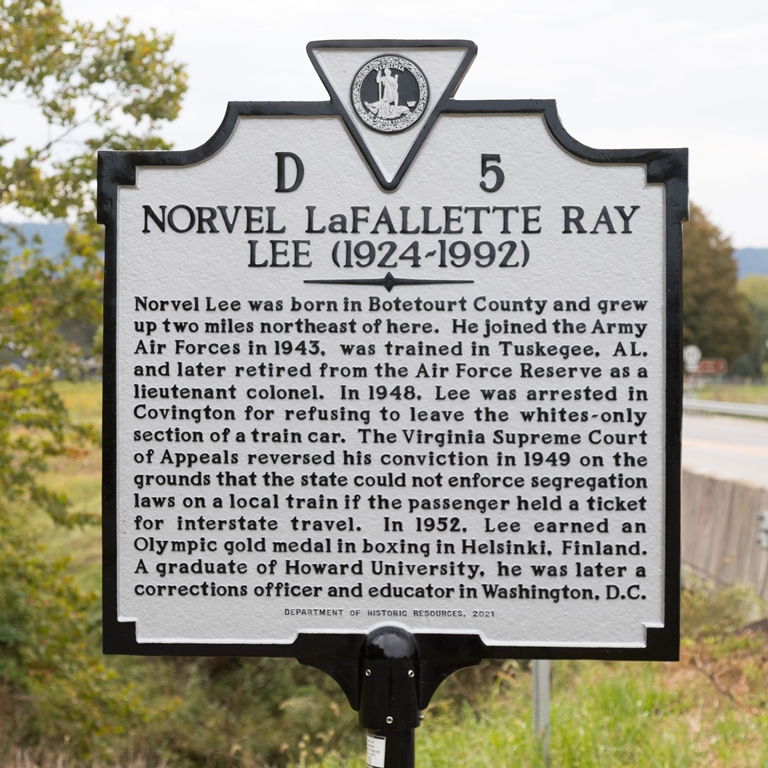 VIRGINIA
D 5
NORVEL LaFALLETTE RAY
LEE (1924-1992)
Norvel Lee was born in Botetourt County and grew
up two miles northeast of here. He joined the Army
Air Forces in 1943, was trained in Tuskegee, AL,
and later retired from the Air Force Reserve as a
lieutenant colonel. In 1948, Lee was arrested in
Covington for refusing to leave the whites-only
section of a train car. The Virginia Supreme Court
of Appeals reversed his conviction in 1949 on the
grounds that the state could not enforce segregation
laws on a local train if the passenger held a ticket
for interstate travel. In 1952, Lee earned an
Olympic gold medal in boxing in Helsinki, Finland.
A graduate of Howard University, he was later a
corrections officer and educator in Washington, D.C.
DEPARTMENT OF HISTORIC RESOURCES, 2021